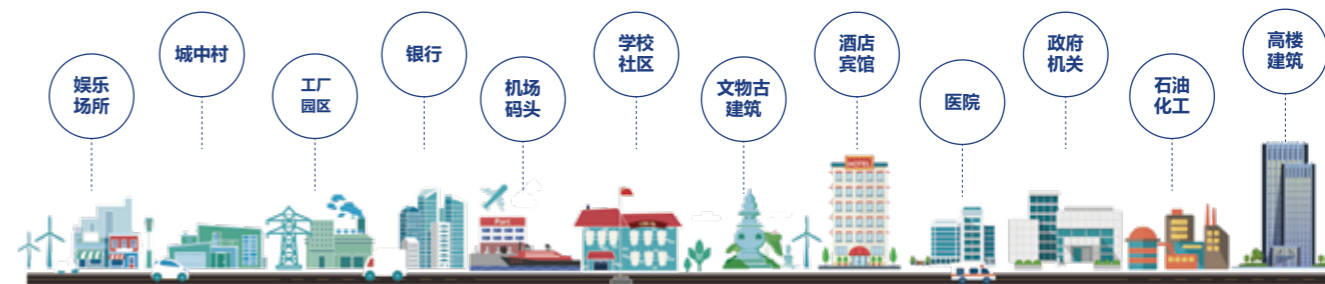 娱乐
场所
城中村
工厂
园区
银行
机场
码头
学校
社区
文物古
建筑
酒店
宾馆
医院
政府
机关
石油
化工
高楼
建筑
Port
HOTEL